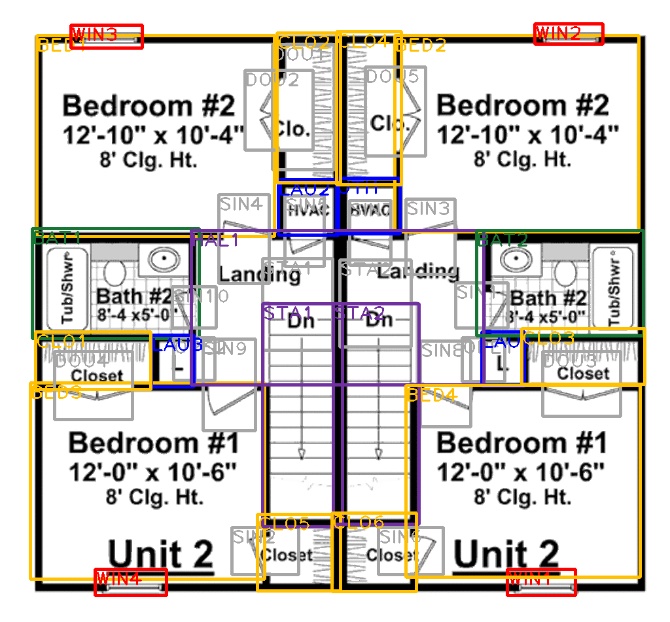 WIN3
WIN2
BED1
CLO2
CLO4
BED2
DOU1
DOU2
DOU5
Bedroom #2
12'-10" x 10'-4"
8' Clg. Ht.
Clo.
Clo.
Bedroom #2
12'-10" x 10'-4"
8' Clg. Ht.
LAU2
SIN4
SIN3
HVAC
HVAC
BAT1
HAL1
BAT2
Landing
Landing
STA1
STA2
Tub/Shwr
Bath #2
8'-4 x5'-0"
SIN10
Bath #2
8'-4 x5'-0"
Tub/Shwr
STA1
STA2
Dn
Dn
CLO1
LAU3
SIN9
SIN8
CLO3
DOU4
DOU3
Closet
L
L
Closet
BED3
BED4
Bedroom #1
12'-0" x 10'-6"
8' Clg. Ht.
Bedroom #1
12'-0" x 10'-6"
8' Clg. Ht.
CLO5
CLO6
SIN2
Closet
Closet
Unit 2
Unit 2
WIN4
WIN1